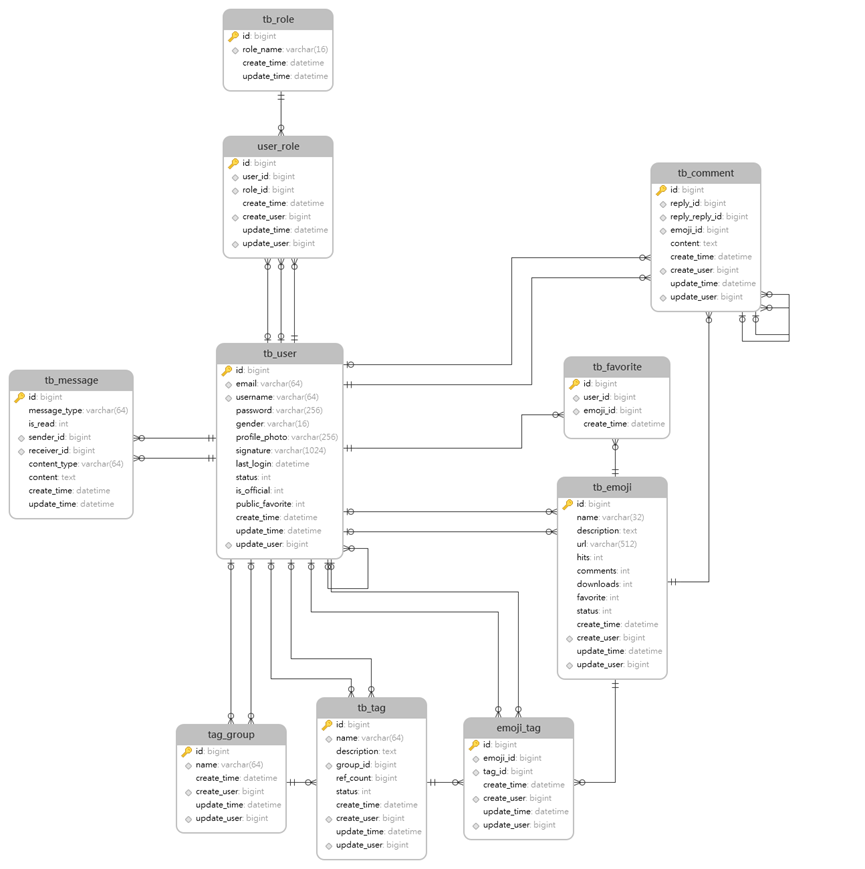 tb_role
id: bigint
role_name: varchar(16)
create_time: datetime
update_time: datetime
user_role
id: bigint
user_id: bigint
role_id: bigint
create_time: datetime
create_user: bigint
update_time: datetime
update_user: bigint
tb_comment
id: bigint
reply_id: bigint
reply_reply_id: bigint
emoji_id: bigint
content: text
create_time: datetime
create_user: bigint
update_time: datetime
update_user: bigint
tb_user
id: bigint
email: varchar(64)
username: varchar(64)
password: varchar(256)
gender: varchar(16)
profile_photo: varchar(256)
signature: varchar(1024)
last_login: datetime
status: int
is_official: int
public_favorite: int
create_time: datetime
update_time: datetime
update_user: bigint
tb_message
id: bigint
message_type: varchar(64)
is_read: int
sender_id: bigint
receiver_id: bigint
content_type: varchar(64)
content: text
create_time: datetime
update_time: datetime
tb_favorite
id: bigint
user_id: bigint
emoji_id: bigint
create_time: datetime
tb_emoji
id: bigint
name: varchar(32)
description: text
url: varchar(512)
hits: int
comments: int
downloads: int
favorite: int
status: int
create_time: datetime
create_user: bigint
update_time: datetime
update_user: bigint
tag_group
id: bigint
name: varchar(64)
create_time: datetime
create_user: bigint
update_time: datetime
update_user: bigint
tb_tag
id: bigint
name: varchar(64)
description: text
group_id: bigint
ref_count: bigint
status: int
create_time: datetime
create_user: bigint
update_time: datetime
update_user: bigint
emoji_tag
id: bigint
emoji_id: bigint
tag_id: bigint
create_time: datetime
create_user: bigint
update_time: datetime
update_user: bigint